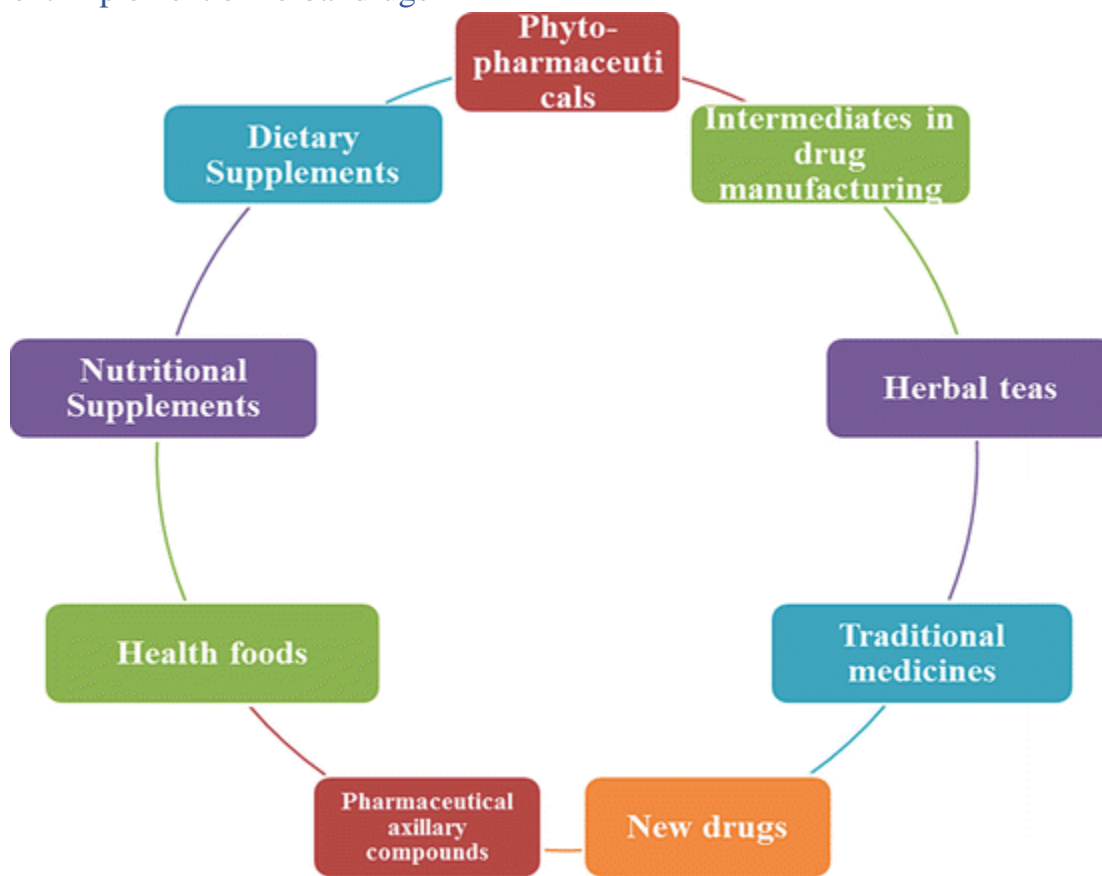 Phyto-
pharmaceuti
cals
Intermediates in
drug
manufacturing
Herbal teas
Traditional
medicines
New drugs
Pharmaceutical
axillary
compounds
Health foods
Nutritional
Supplements
Dietary
Supplements